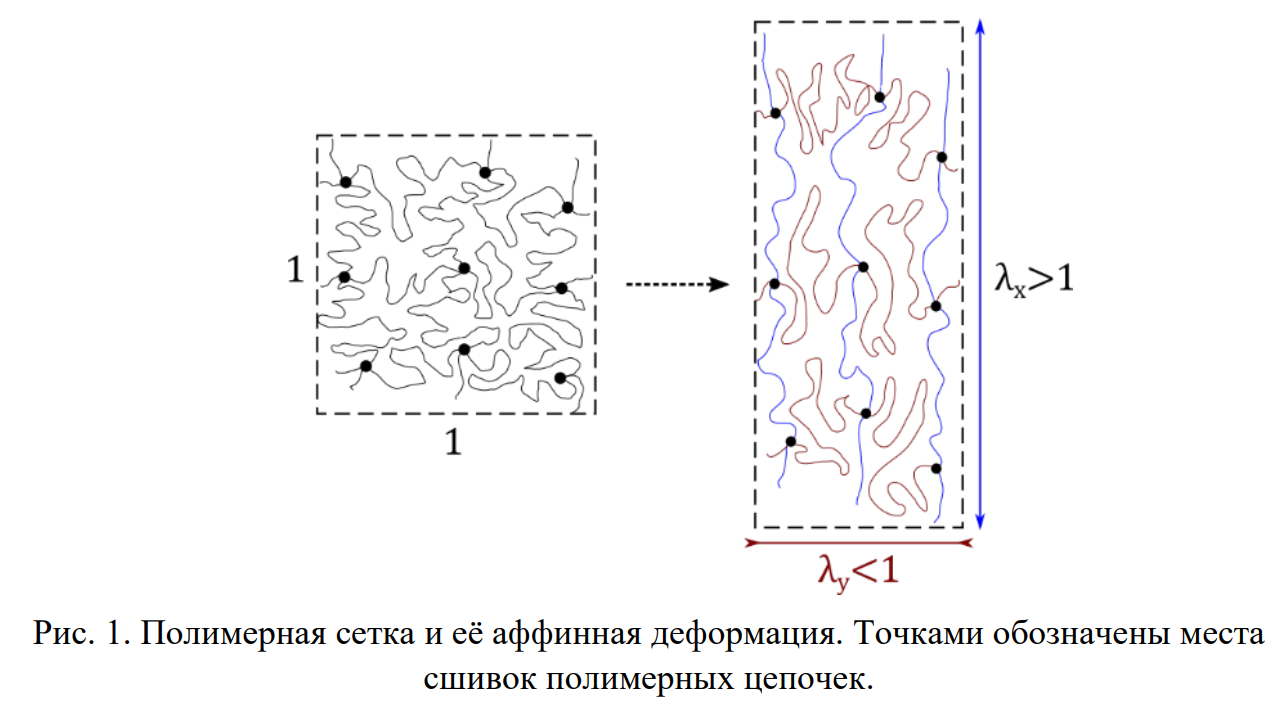 1
1
λx>1
λy<1
Рис. 1. Полимерная сетка и её аффинная деформация. Точками обозначены места
сшивок полимерных цепочек.